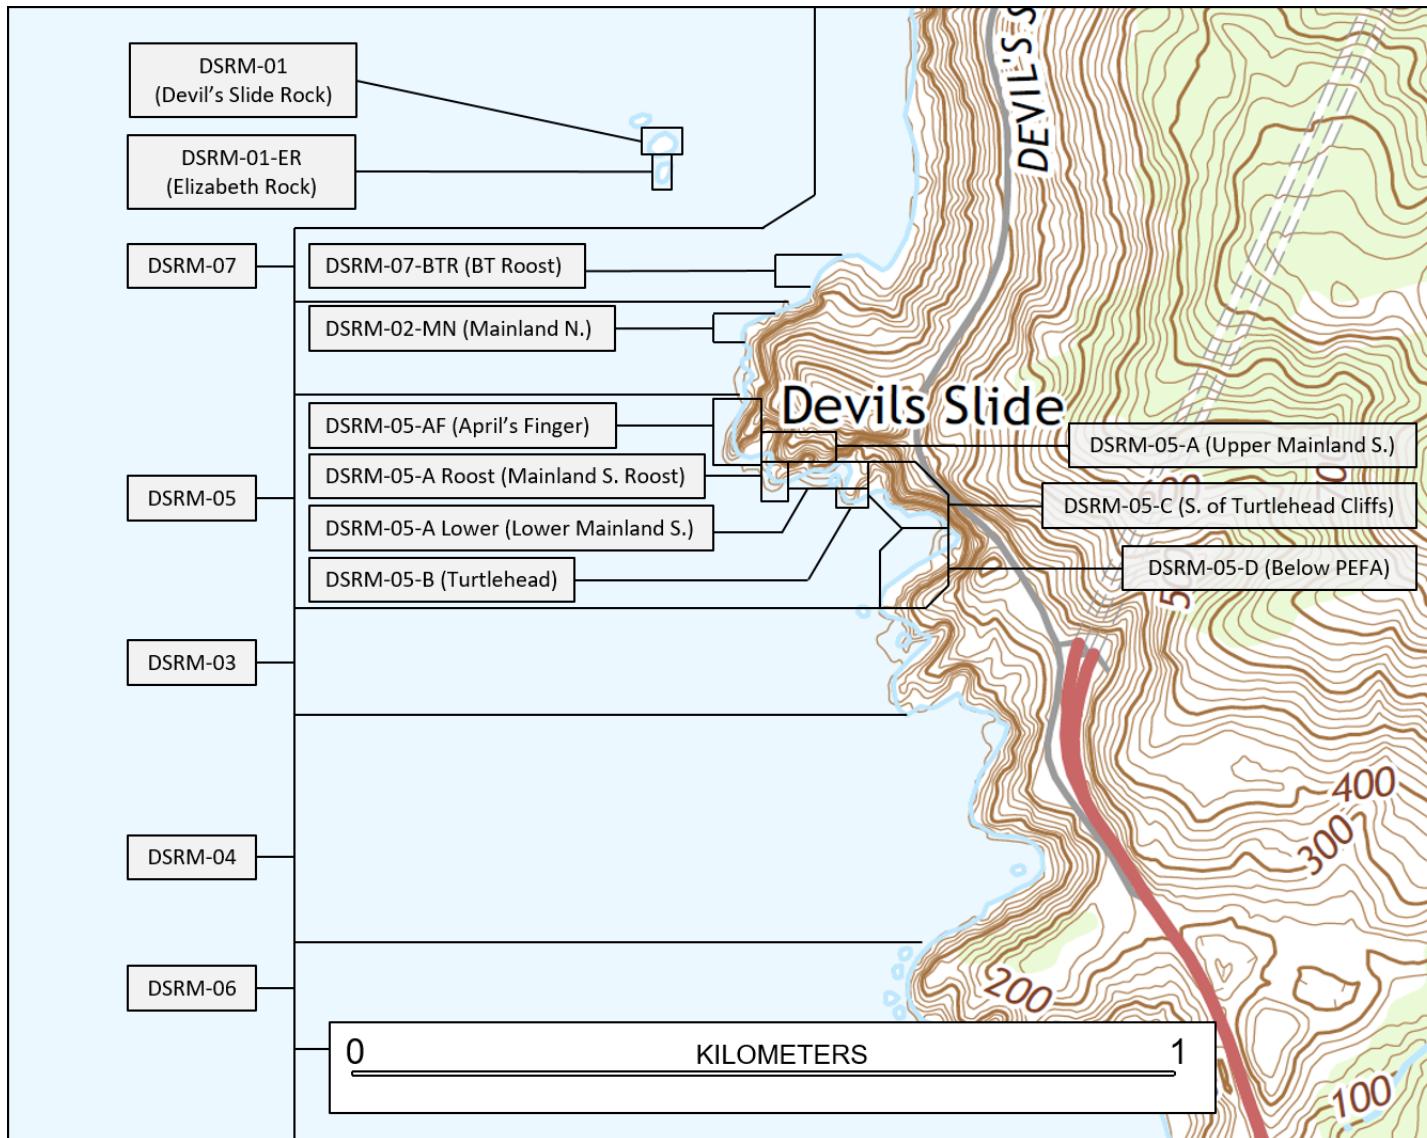 DSRM-01
(Devil's Slide Rock)
DSRM-01-ER
(Elizabeth Rock)
DEVIL'S S
DSRM-07
DSRM-07-BTR (BT Roost)
DSRM-02-MN (Mainland N.)
Devils Slide
DSRM-05-AF (April's Finger)
DSRM-05-A (Upper Mainland S.)
DSRM-05-A Roost (Mainland S. Roost)
DSRM-05
DSRM-05-C (S. of Turtlehead Cliffs)
DSRM-05-A Lower (Lower Mainland S.)
DSRM-05-B (Turtlehead)
DSRM-05-D (Below PEFA)
DSRM-03
400
300
DSRM-04
DSRM-06
200
0 KILOMETERS 1
100